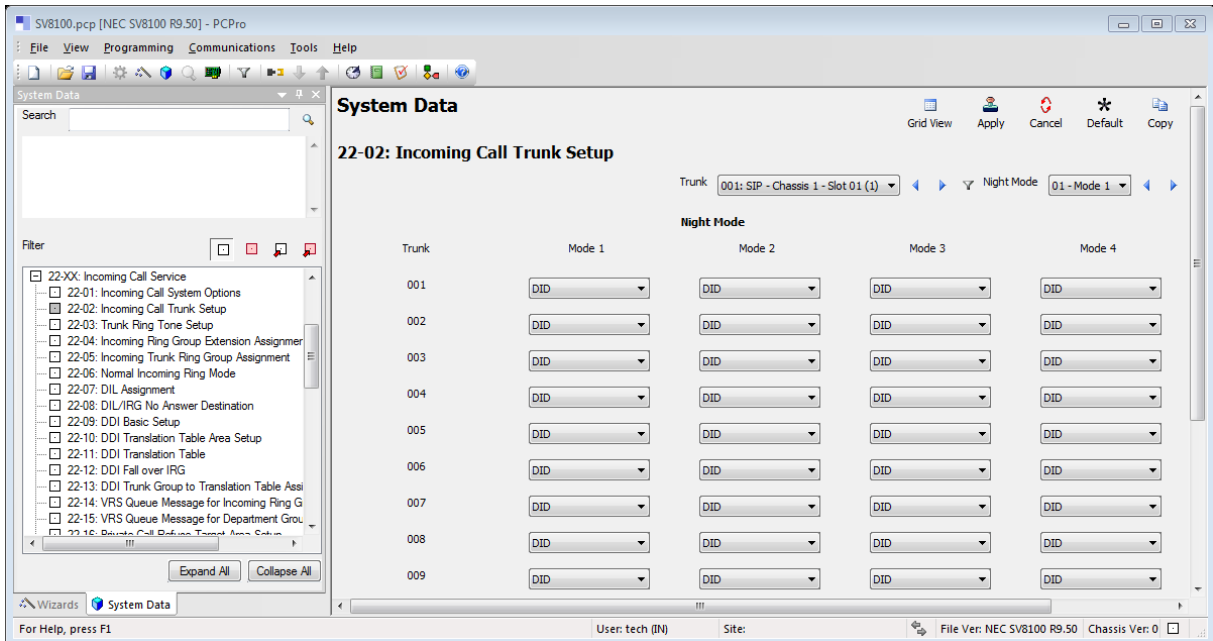 SV8100.pcp [NEC SV8100 R9.50] - PCPro
File View Programming Communications Tools Help
System Data
Search
Filter
22-XX: Incoming Call Service
22-01: Incoming Call System Options
22-02: Incoming Call Trunk Setup
22-03: Trunk Ring Tone Setup
22-04: Incoming Ring Group Extension Assignmer
22-05: Incoming Trunk Ring Group Assignment
22-06: Normal Incoming Ring Mode
22-07: DIL Assignment
22-08: DIL/IRG No Answer Destination
22-09: DDI Basic Setup
22-10: DDI Translation Table Area Setup
22-11: DDI Translation Table
22-12: DDI Fall over IRG
22-13: DDI Trunk Group to Translation Table Assi
22-14: VRS Queue Message for Incoming Ring G
22-15: VRS Queue Message for Department Grou
22-16: Private Call Refuse Target Area Setup
Expand All Collapse All
Wizards System Data
System Data
Grid View Apply Cancel Default Copy
22-02: Incoming Call Trunk Setup
Trunk 001: SIP - Chassis 1 - Slot 01 (1) Night Mode 01 - Mode 1
Night Mode
Trunk Mode 1 Mode 2 Mode 3 Mode 4
001 DID DID DID DID
002 DID DID DID DID
003 DID DID DID DID
004 DID DID DID DID
005 DID DID DID DID
006 DID DID DID DID
007 DID DID DID DID
008 DID DID DID DID
009 DID DID DID DID
For Help, press F1 User: tech (IN) Site: File Ver: NEC SV8100 R9.50 Chassis Ver: 0